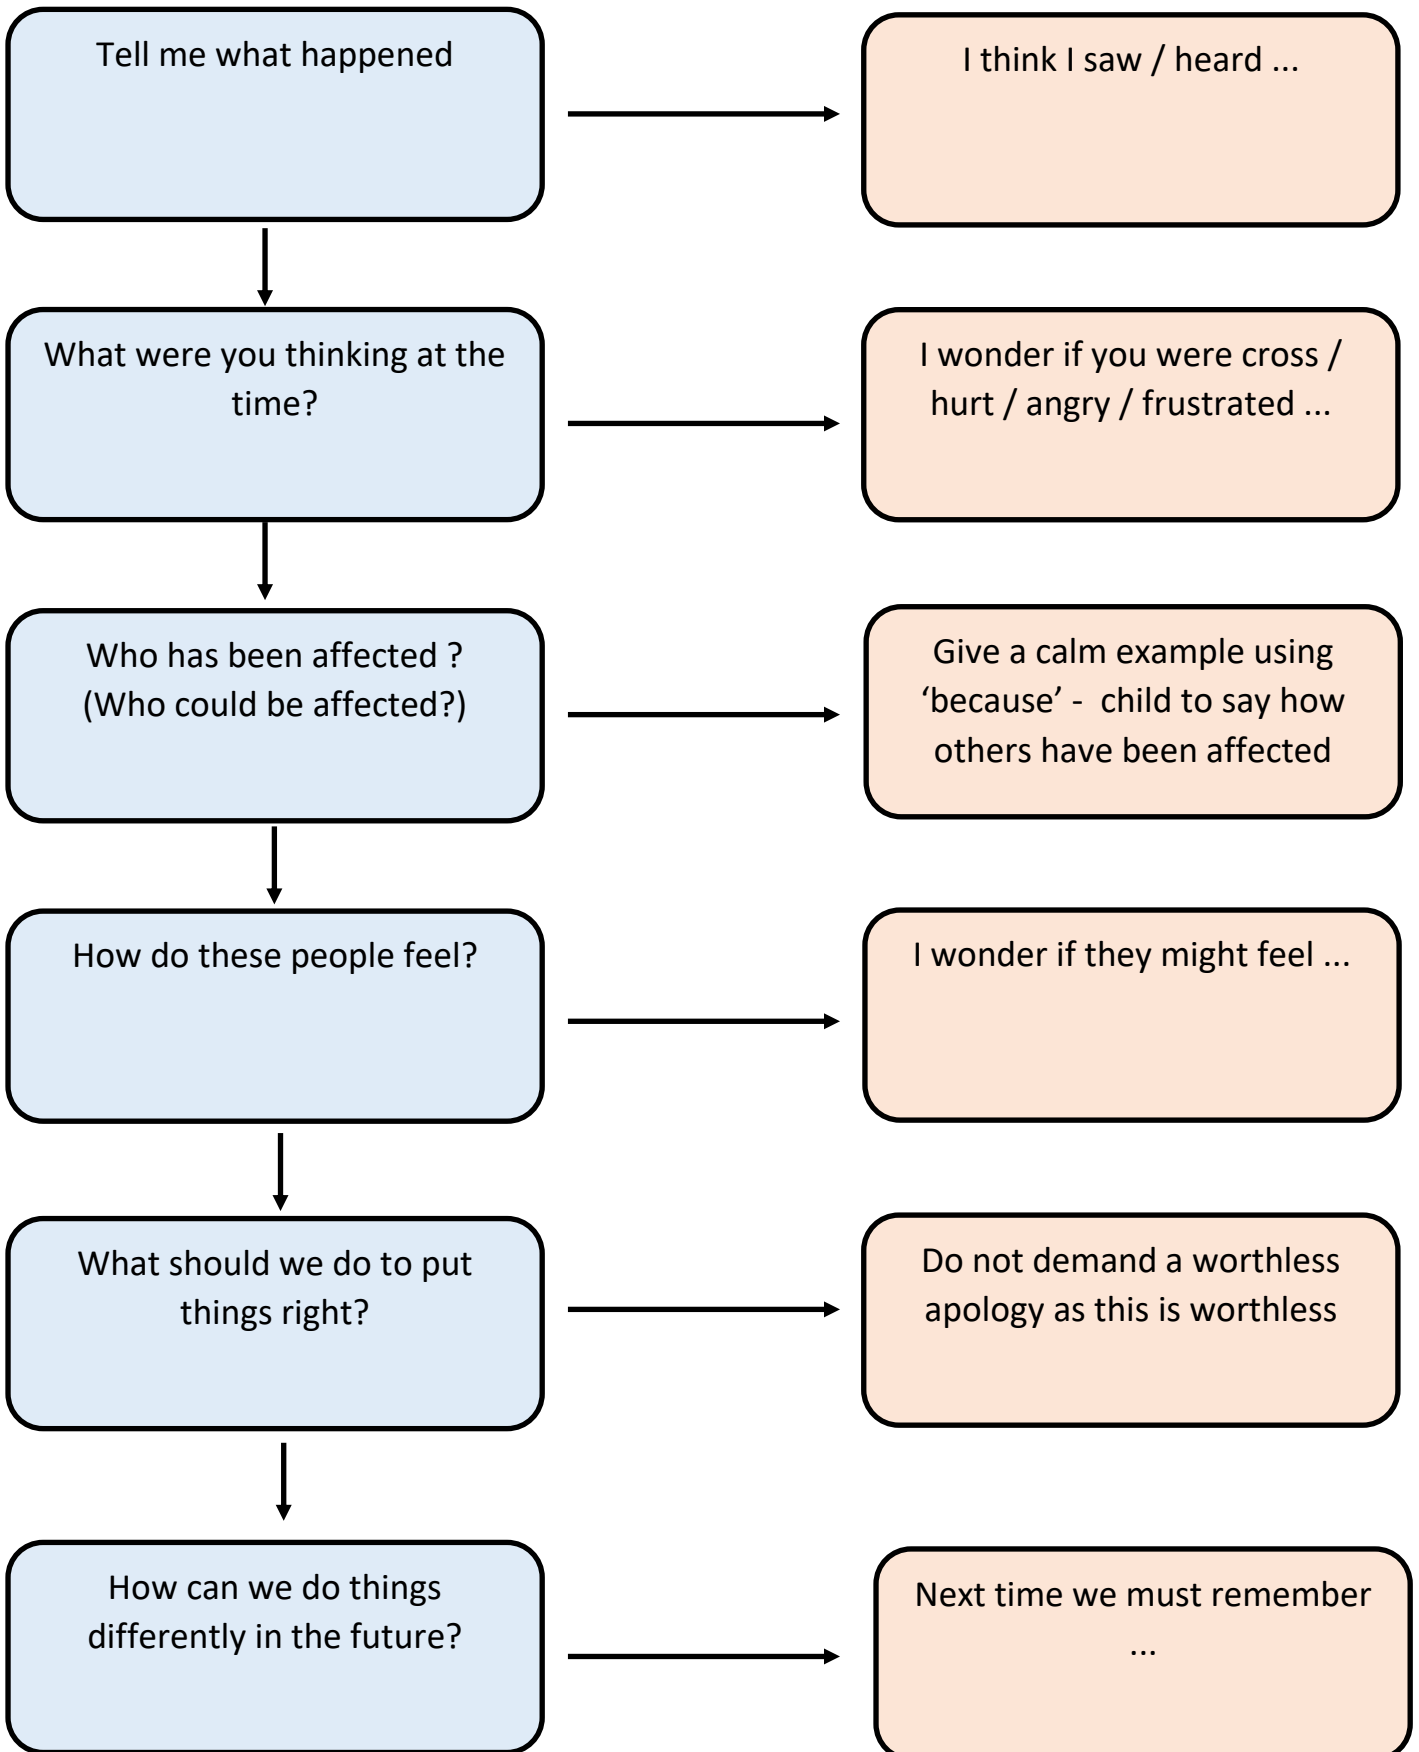 Tell me what happened
I think I saw / heard ...
What were you thinking at the
time?
I wonder if you were cross /
hurt / angry / frustrated ...
Who has been affected ?
(Who could be affected?)
Give a calm example using
‘because’ - child to say how
others have been affected
How do these people feel?
I wonder if they might feel ...
What should we do to put
things right?
Do not demand a worthless
apology as this is worthless
How can we do things
differently in the future?
Next time we must remember
...